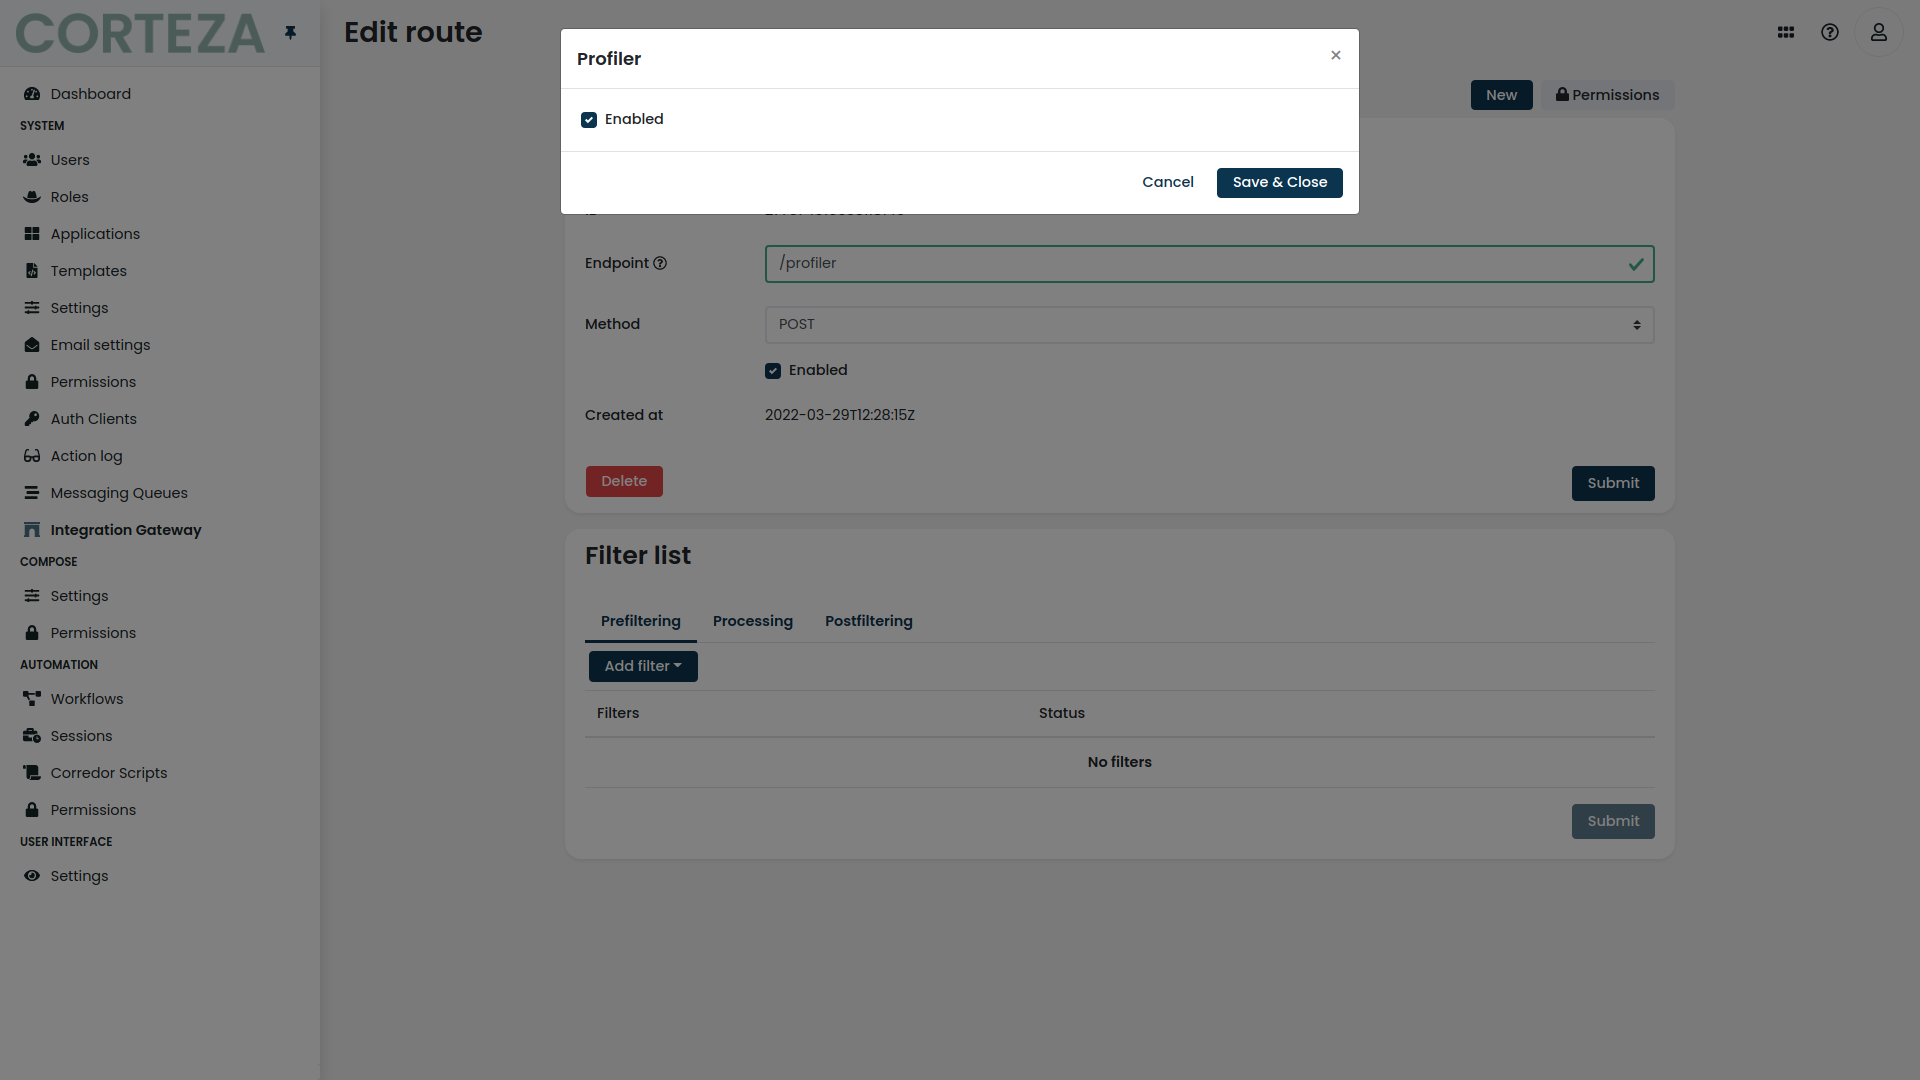 CORTEZA
Edit route
Dashboard
SYSTEM
Users
Roles
Applications
Templates
Settings
Email settings
Permissions
Auth Clients
Action log
Messaging Queues
Integration Gateway
COMPOSE
Settings
Permissions
AUTOMATION
Workflows
Sessions
Corredor Scripts
Permissions
USER INTERFACE
Settings
Profiler
×
Enabled
Cancel
Save & Close
New
Permissions
Endpoint
/profiler
Method
POST
Enabled
Created at
2022-03-29T12:28:15Z
Delete
Submit
Filter list
Prefiltering
Processing
Postfiltering
Add filter
Filters
Status
No filters
Submit